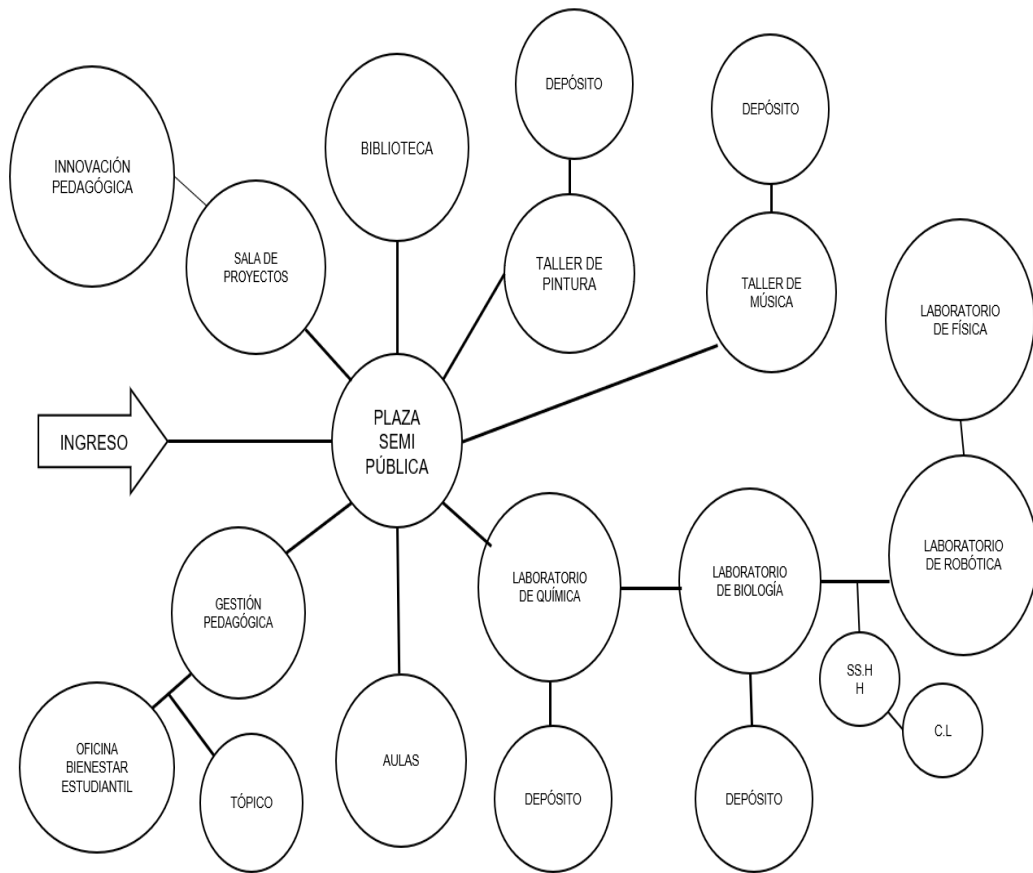 DEPÓSITO
DEPÓSITO
BIBLIOTECA
INNOVACIÓN
PEDAGÓGICA
SALA DE
PROYECTOS
TALLER DE
PINTURA
TALLER DE
MÚSICA
LABORATORIO
DE FÍSICA
INGRESO
PLAZA
SEMI
PÚBLICA
GESTIÓN
PEDAGÓGICA
LABORATORIO
DE QUÍMICA
LABORATORIO
DE BIOLOGÍA
LABORATORIO
DE ROBÓTICA
SS.H
H
C.L
OFICINA
BIENESTAR
ESTUDIANTIL
TÓPICO
AULAS
DEPÓSITO
DEPÓSITO